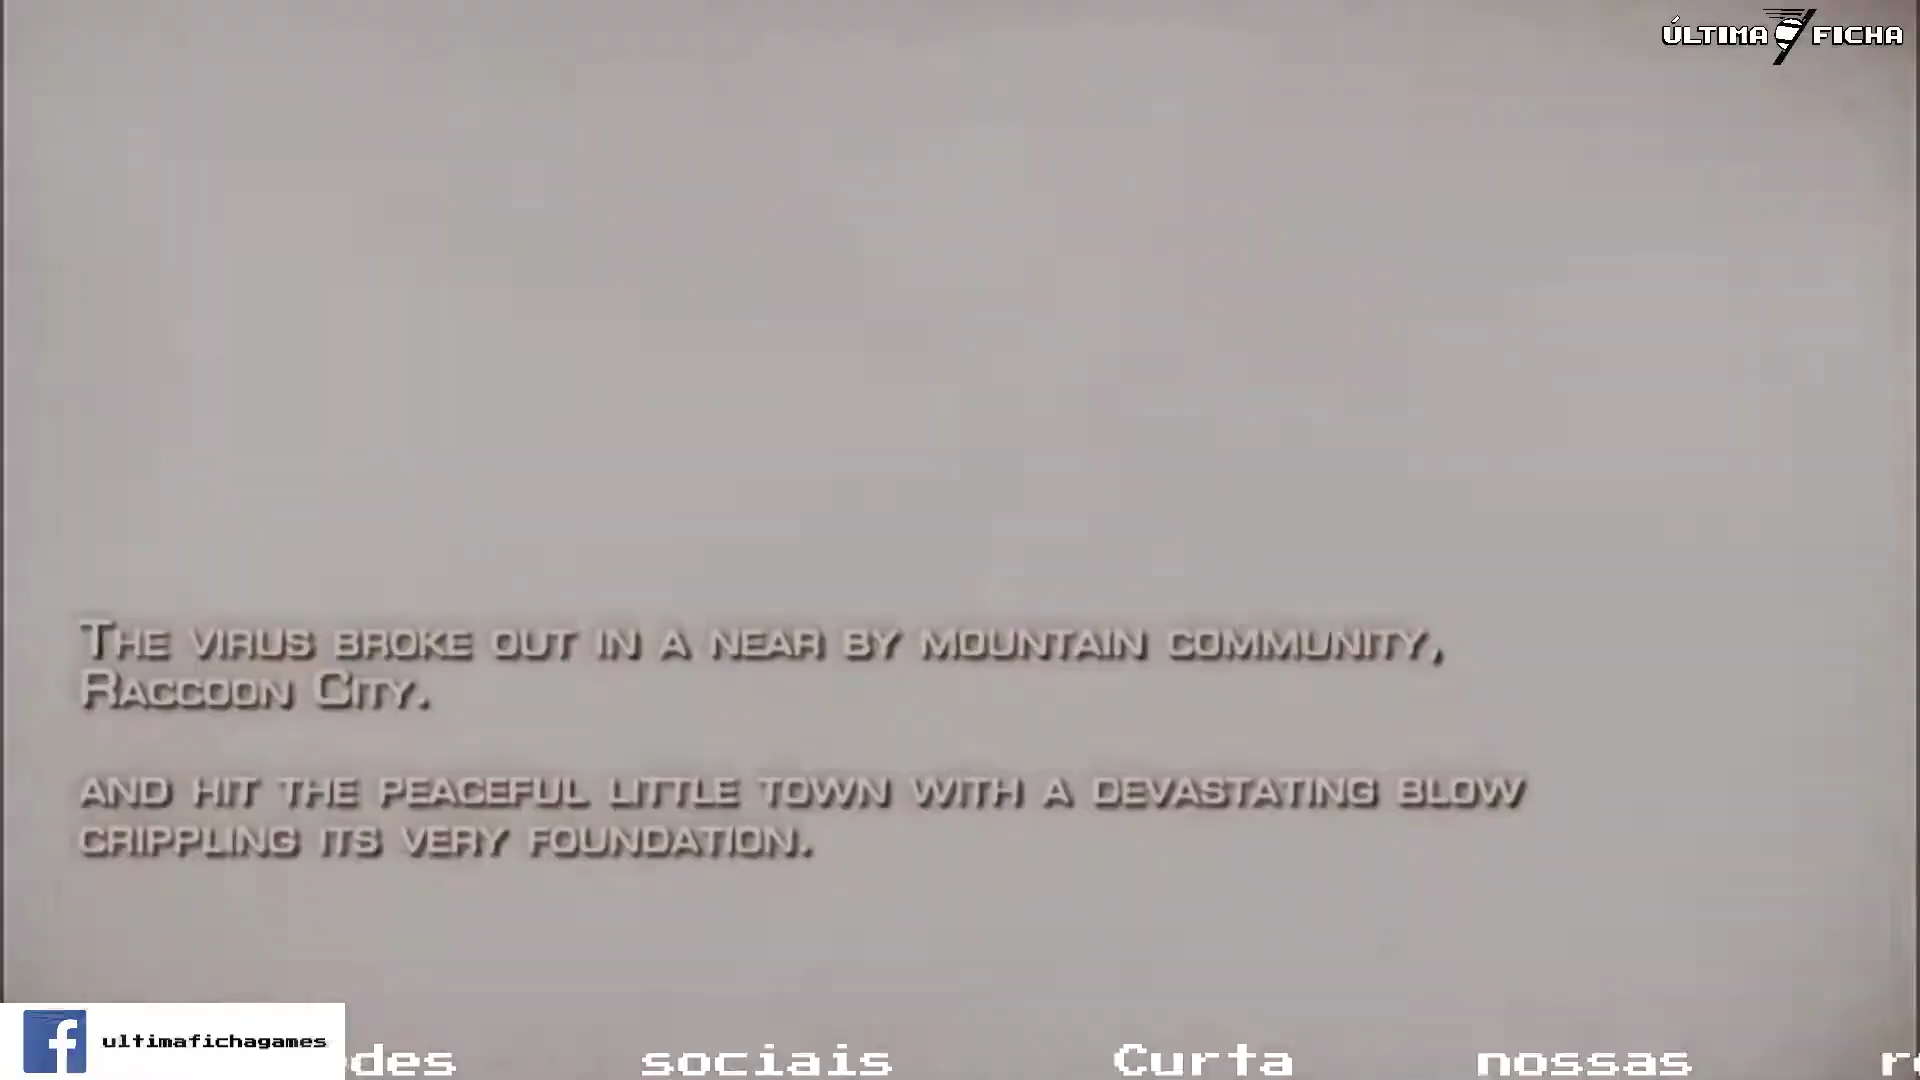 ÚLTIMA FICHA
THE VIRUS BROKE OUT IN A NEAR BY MOUNTAIN COMMUNITY,
RACCOON CITY.
AND HIT THE PEACEFUL LITTLE TOWN WITH A DEVASTATING BLOW
CRIPPLING ITS VERY FOUNDATION.
ultimafichagames
sociais Curta nossas